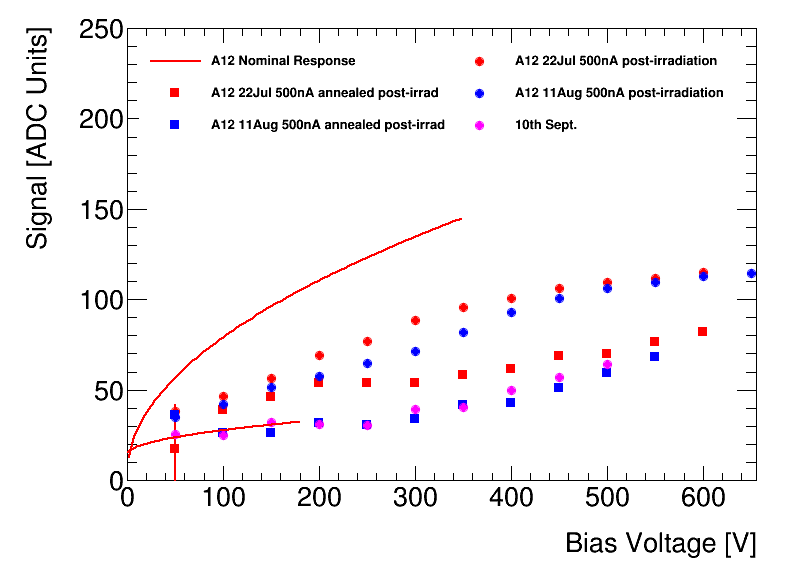 Signal [ADC Units]
250
200
150
100
50
0
A12 Nominal Response
A12 22Jul 500nA post-irradiation
A12 22Jul 500nA annealed post-irrad
A12 11Aug 500nA post-irradiation
A12 11Aug 500nA annealed post-irrad
10th Sept.
0 100 200 300 400 500 600
Bias Voltage [V]